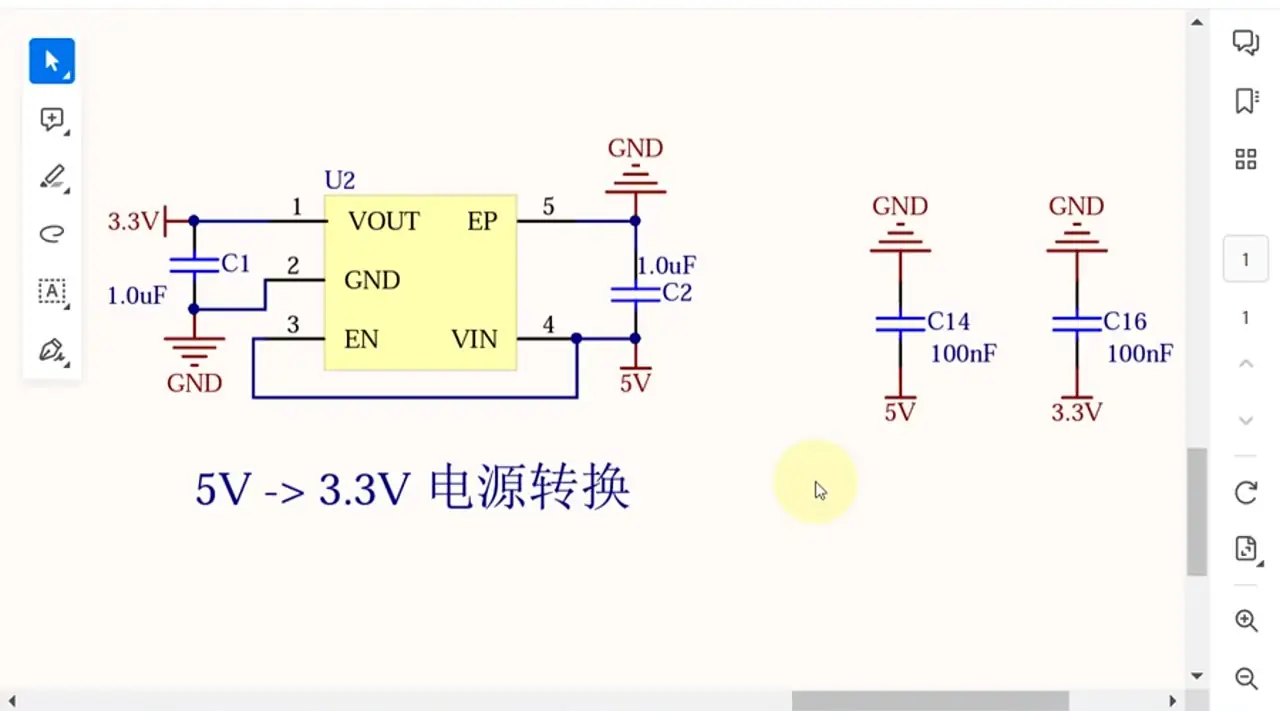 GND
U2
3.3V
1
VOUT
EP
5
C1
1.0uF
2
GND
1.0uF
C2
3
EN
VIN
4
GND
5V
GND
C14
100nF
5V
GND
C16
100nF
3.3V
5V -> 3.3V 电源转换
A
1
1